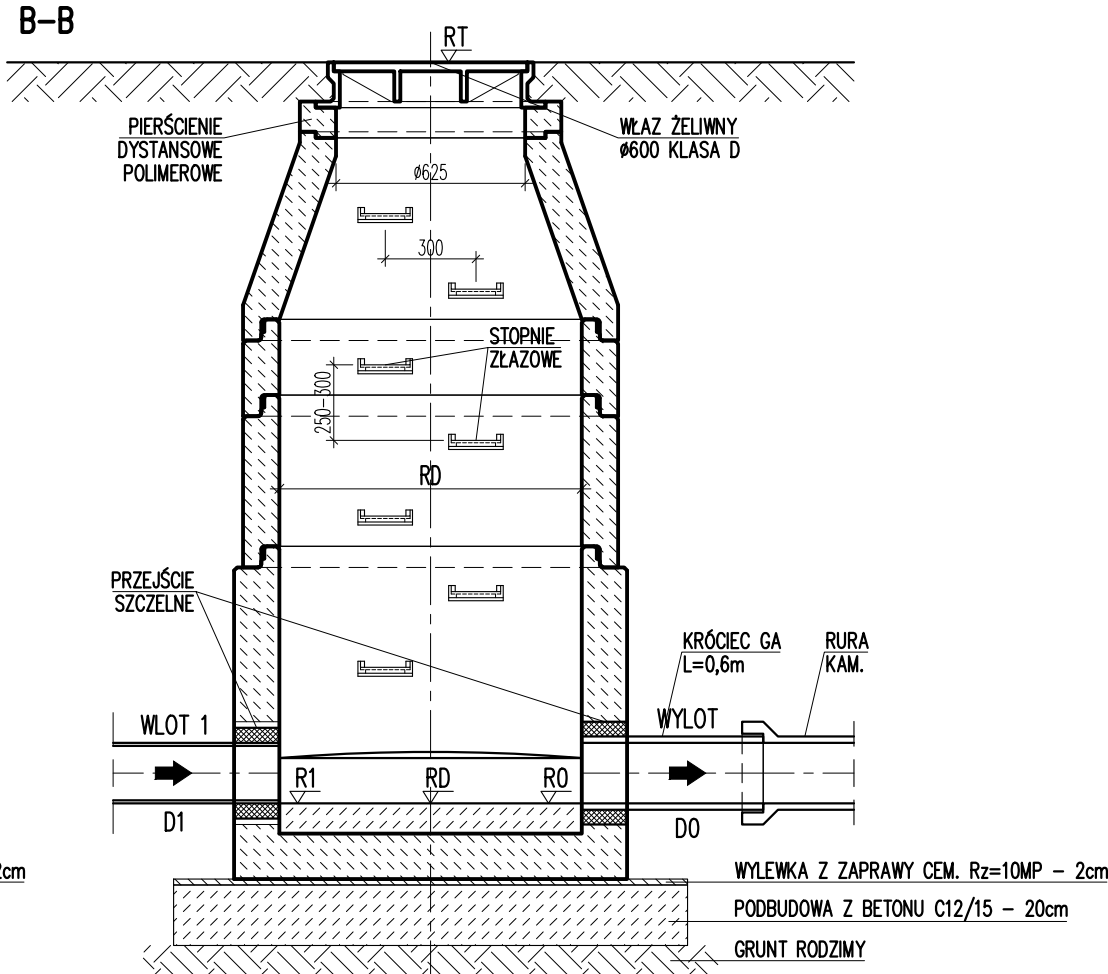 B-B
RT
PIERŚCIENIE
DYSTANSOWE
POLIMEROWE
WŁAZ ŻELIWNY
ø600 KLASA D
ø625
300
STOPNIE
ZŁAZOWE
250-300
RD
PRZEJŚCIE
SZCZELNE
KRÓCIEC GA
L=0,6m
RURA
KAM.
WLOT 1
WYLOT
R1
RD
R0
D1
D0
2cm
WYLEWKA Z ZAPRAWY CEM. Rz=10MP - 2cm
PODBUDOWA Z BETONU C12/15 - 20cm
GRUNT RODZIMY